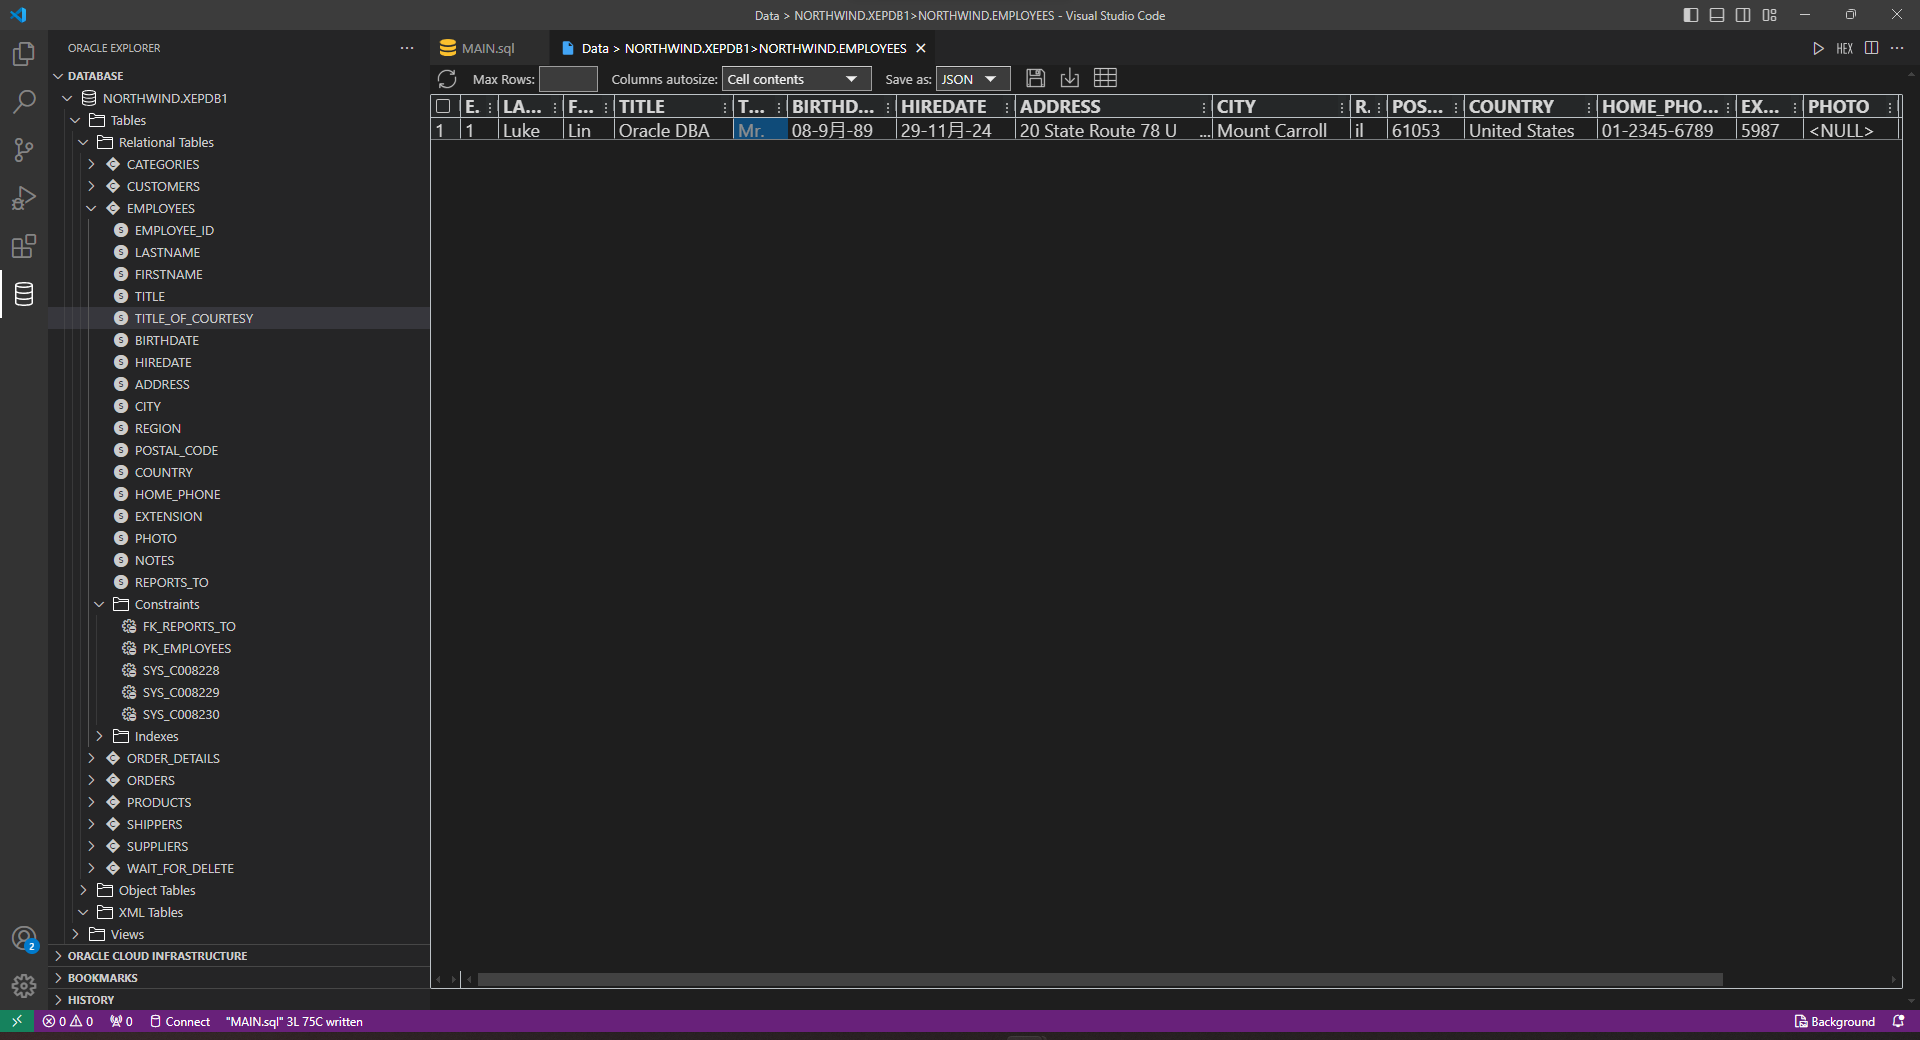 Data > NORTHWIND.XEPDB1>NORTHWIND.EMPLOYEES - Visual Studio Code
ORACLE EXPLORER
MAIN.sql
Data > NORTHWIND.XEPDB1>NORTHWIND.EMPLOYEES
HEX
Max Rows:
Columns autosize: Cell contents
Save as: JSON
E. LA... F... TITLE T... BIRTHD... HIREDATE ADDRESS CITY R. POS... COUNTRY HOME_PHO... EX... PHOTO
1 1 Luke Lin Oracle DBA Mr. 08-9月-89 29-11月-24 20 State Route 78 U ... Mount Carroll il 61053 United States 01-2345-6789 5987 <NULL>
DATABASE
NORTHWIND.XEPDB1
Tables
Relational Tables
CATEGORIES
CUSTOMERS
EMPLOYEES
EMPLOYEE_ID
LASTNAME
FIRSTNAME
TITLE
TITLE_OF_COURTESY
BIRTHDATE
HIREDATE
ADDRESS
CITY
REGION
POSTAL_CODE
COUNTRY
HOME_PHONE
EXTENSION
PHOTO
NOTES
REPORTS_TO
Constraints
FK_REPORTS_TO
PK_EMPLOYEES
SYS_C008228
SYS_C008229
SYS_C008230
Indexes
ORDER_DETAILS
ORDERS
PRODUCTS
SHIPPERS
SUPPLIERS
WAIT_FOR_DELETE
Object Tables
XML Tables
Views
ORACLE CLOUD INFRASTRUCTURE
BOOKMARKS
HISTORY
2
0 0 0 Connect "MAIN.sql" 3L 75C written
Background